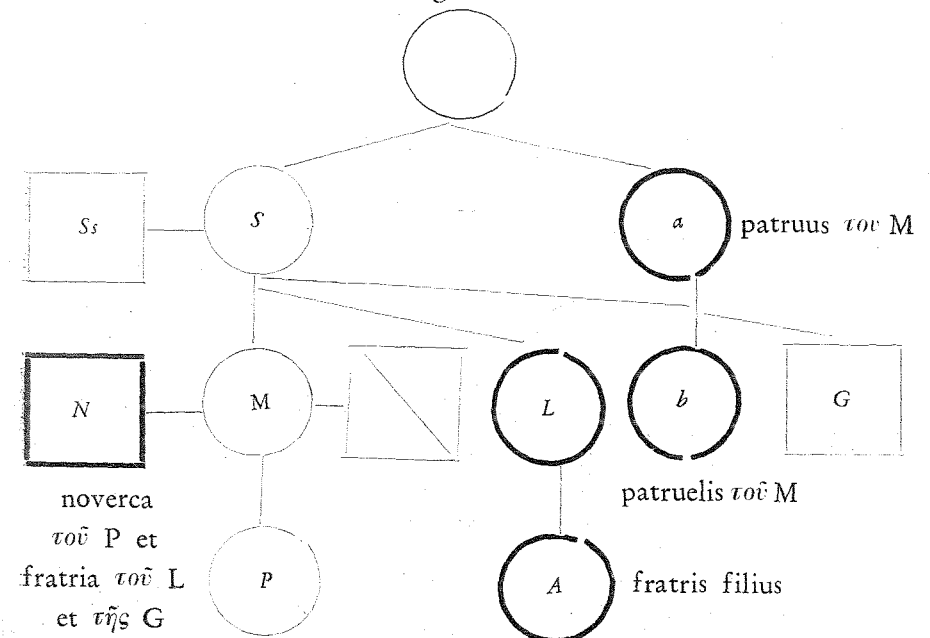 Ss
S
a
patruus του M
N
M
L
b
G
patruelis τοῦ M
noverca
τοῦ P et
fratria τοῦ L
et τῆς G
P
A
fratris filius